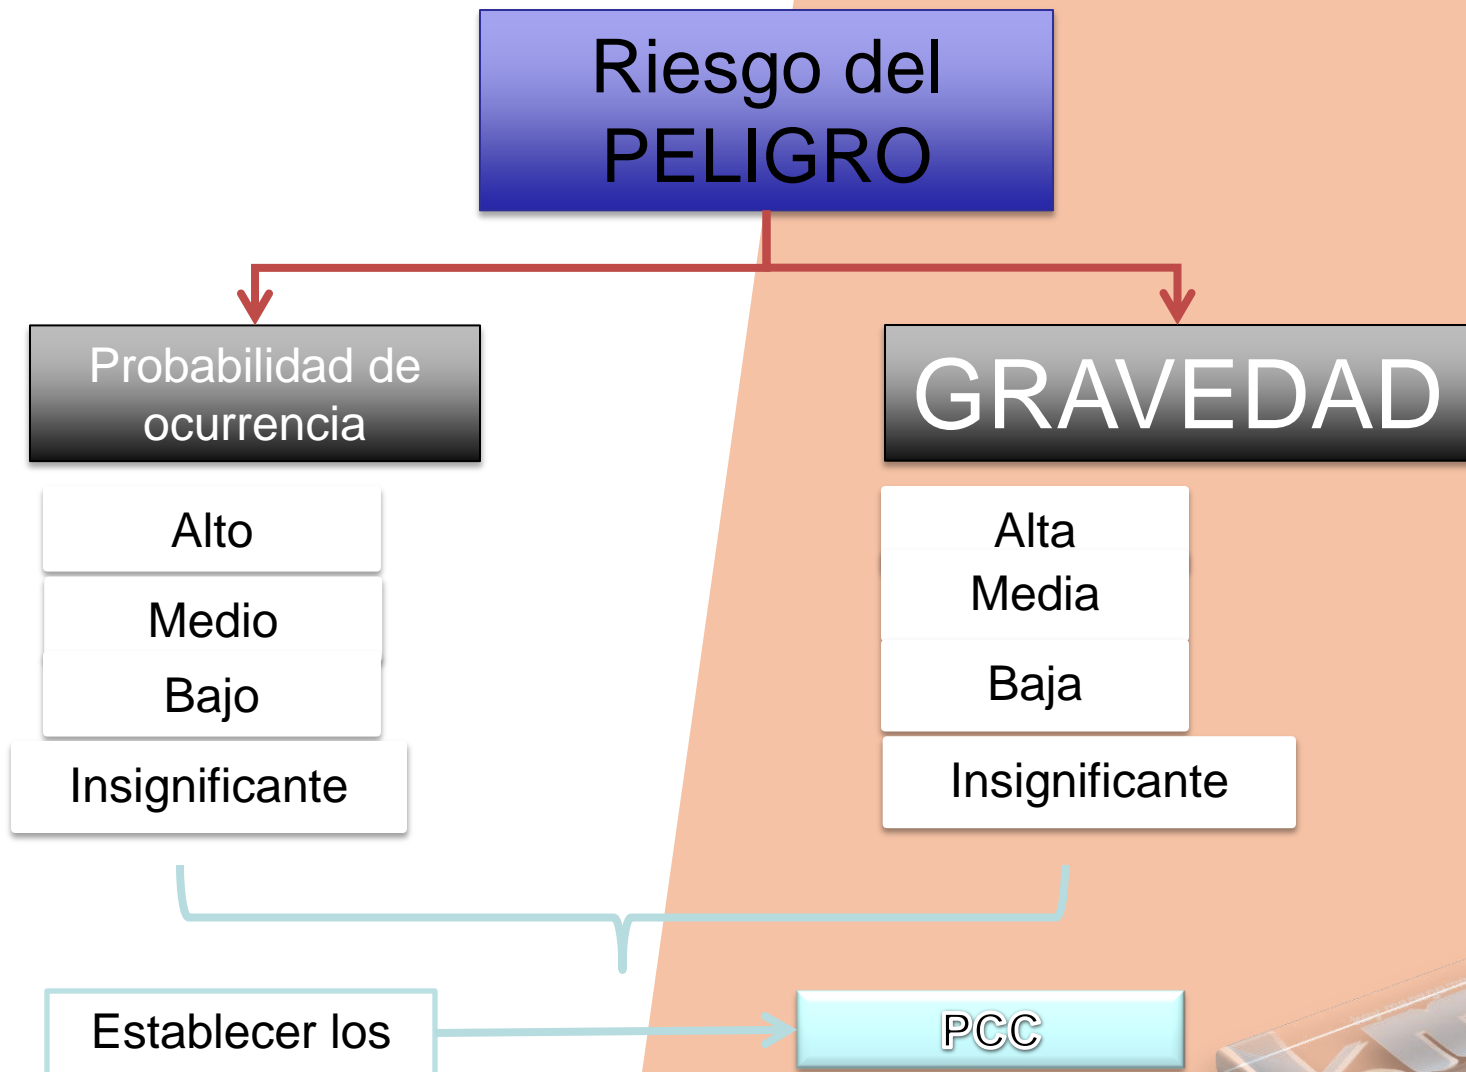 Riesgo del
PELIGRO
Probabilidad de
ocurrencia
GRAVEDAD
Alto
Medio
Bajo
Insignificante
Alta
Media
Baja
Insignificante
Establecer los
PCC